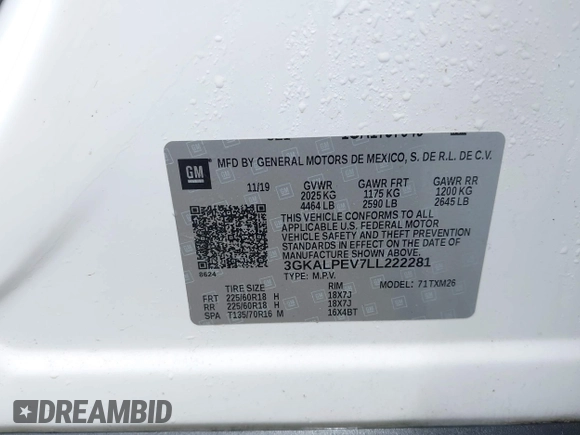 GM
MFD BY GENERAL MOTORS DE MEXICO, S. DE R.L. DE C.V.
11/19 GVWR GAWR FRT GAWR RR
2025 KG 1175 KG 1200 KG
4464 LB 2590 LB 2645 LB
THIS VEHICLE CONFORMS TO ALL
APPLICABLE U.S. FEDERAL MOTOR
VEHICLE SAFETY AND THEFT PREVENTION
STANDARDS IN EFFECT ON THE DATE OF
MANUFACTURE SHOWN ABOVE.
3GKALPEV7LL222281
TYPE: M.P.V.
0624
TIRE SIZE RIM MODEL: 71TXM26
FRT 225/60R18 H 18X7J
RR 225/60R18 H 18X7J
SPA T135/70R16 M 16X4BT
DREAMBID